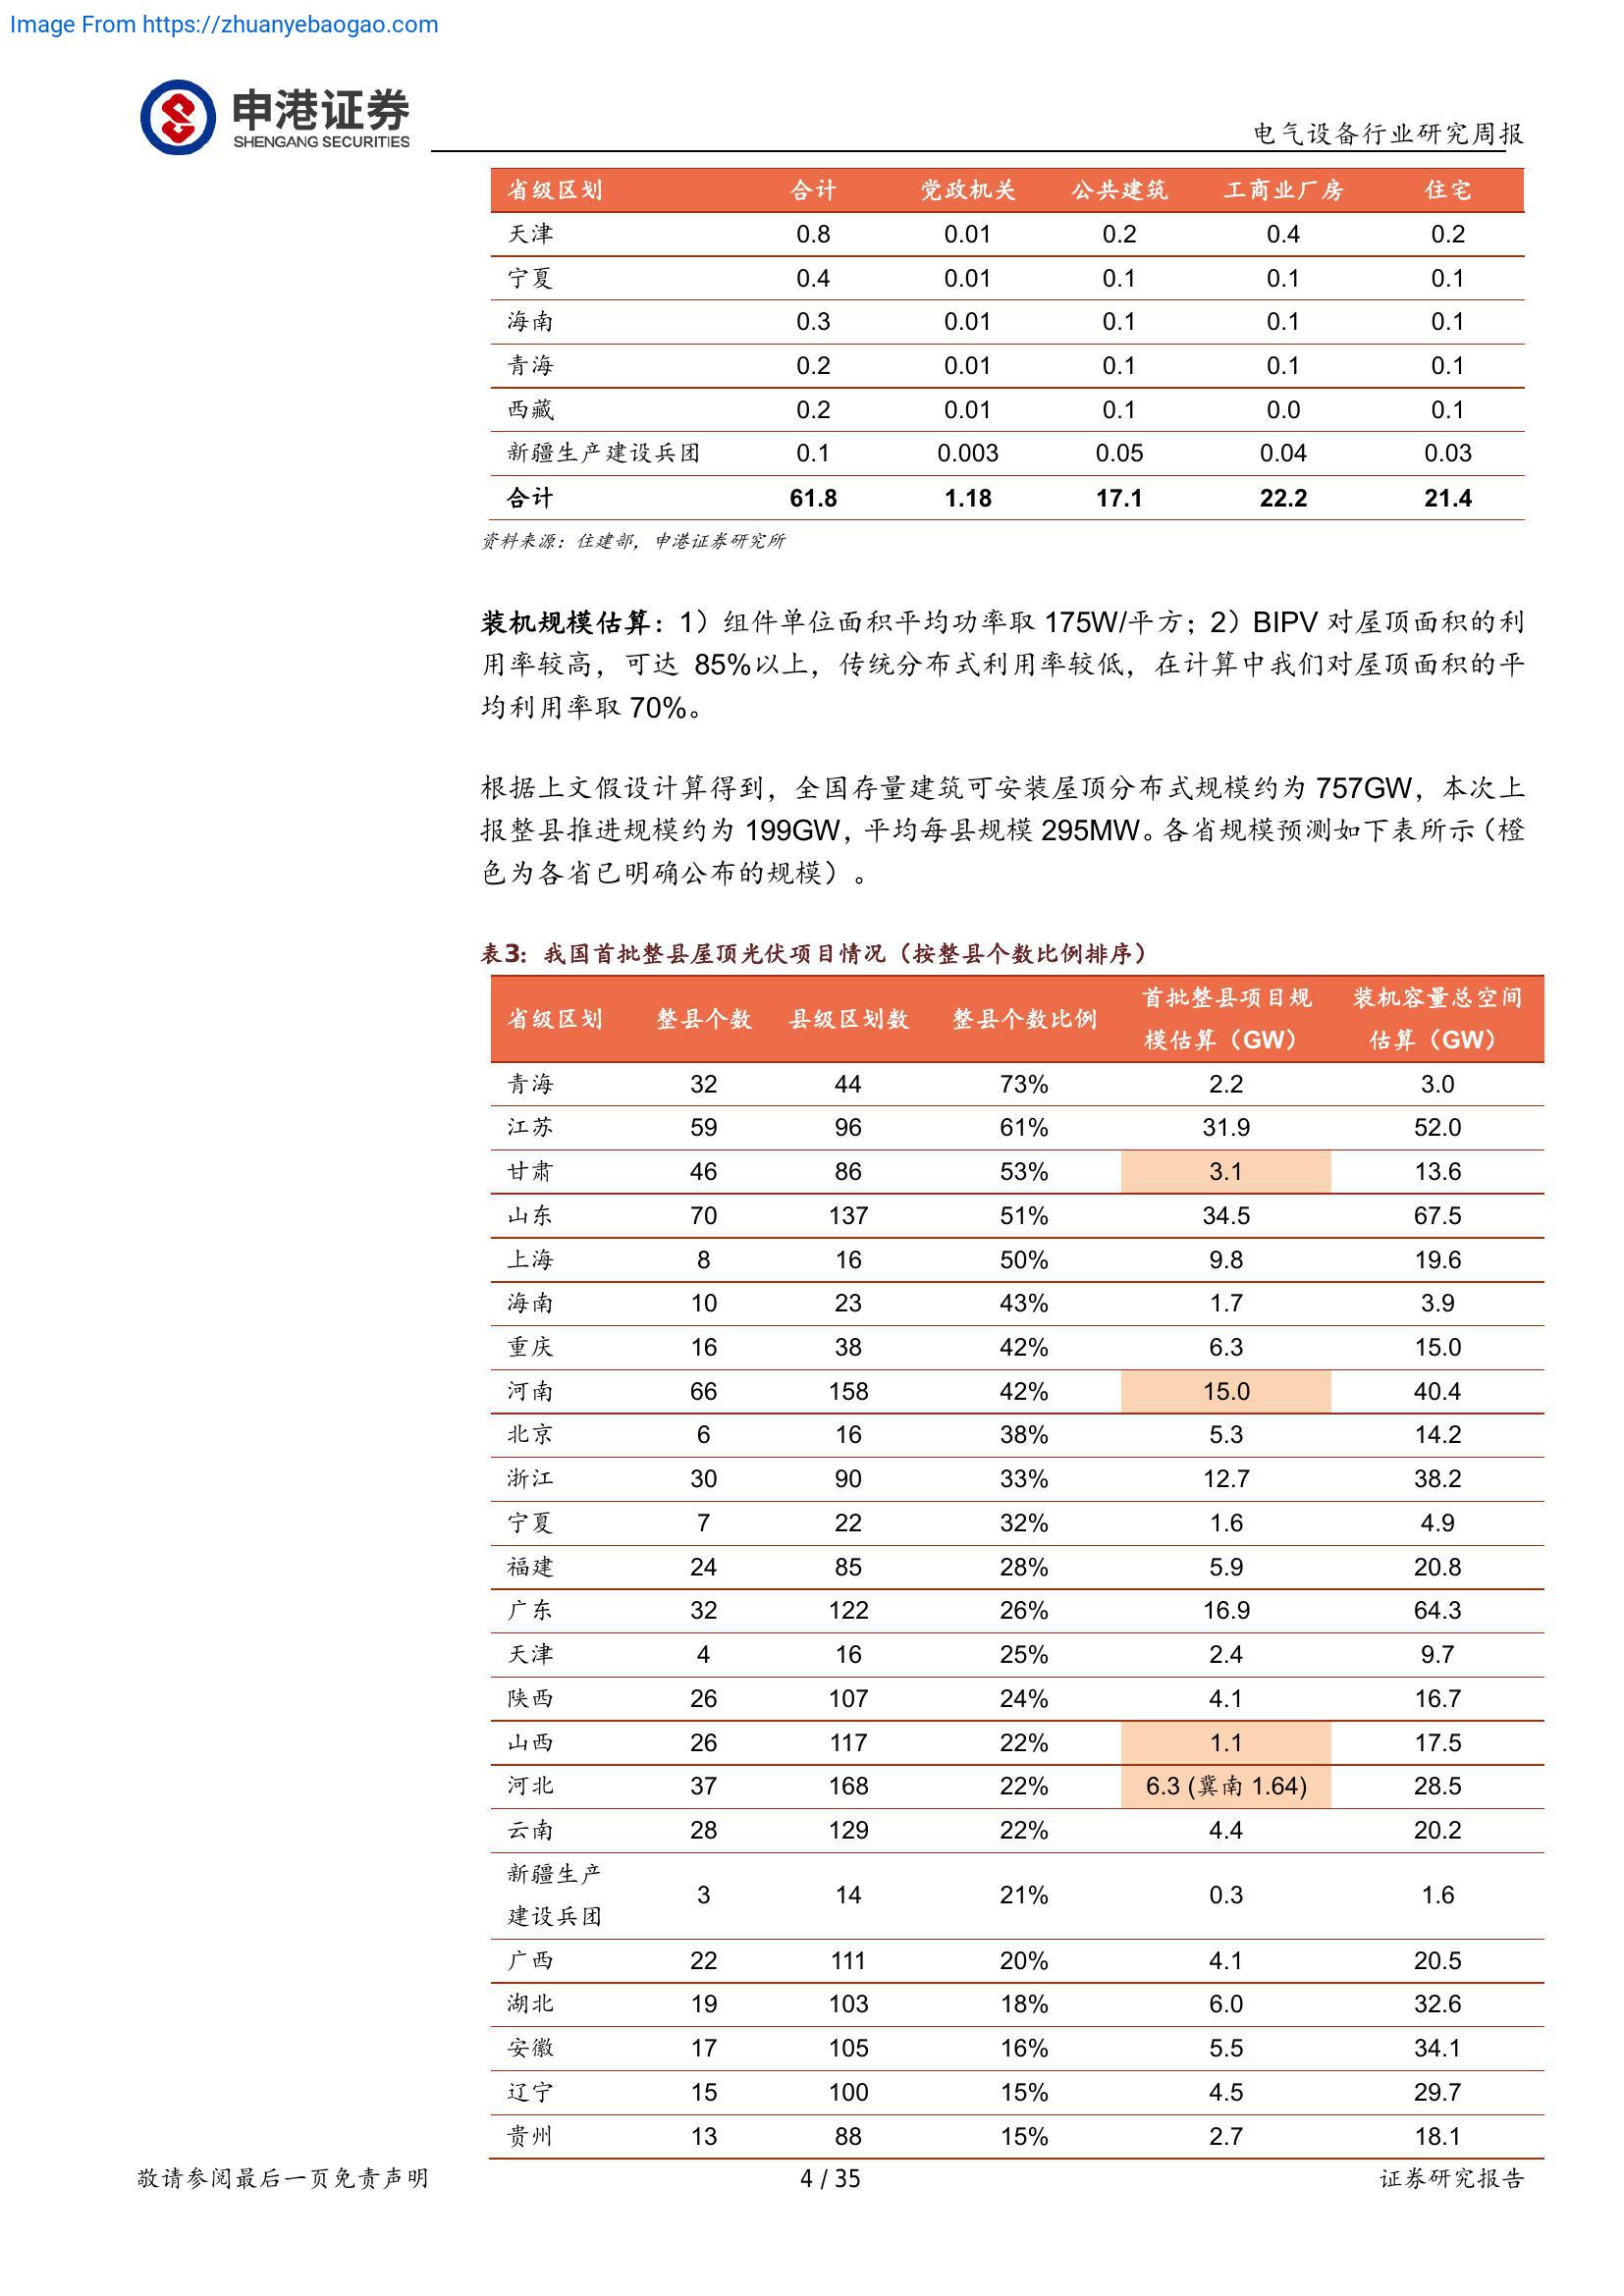 Image From https://zhuanyebaogao.com
申港证券
SHENGANG SECURITIES
电气设备行业研究周报
省级区划 合计 党政机关 公共建筑 工商业厂房 住宅
天津 0.8 0.01 0.2 0.4 0.2
宁夏 0.4 0.01 0.1 0.1 0.1
海南 0.3 0.01 0.1 0.1 0.1
青海 0.2 0.01 0.1 0.1 0.1
西藏 0.2 0.01 0.1 0.0 0.1
新疆生产建设兵团 0.1 0.003 0.05 0.04 0.03
合计 61.8 1.18 17.1 22.2 21.4
资料来源：住建部，申港证券研究所
装机规模估算：1）组件单位面积平均功率取 175W/平方；2）BIPV 对屋顶面积的利
用率较高，可达 85%以上，传统分布式利用率较低，在计算中我们对屋顶面积的平
均利用率取 70%。
根据上文假设计算得到，全国存量建筑可安装屋顶分布式规模约为 757GW，本次上
报整县推进规模约为 199GW，平均每县规模 295MW。各省规模预测如下表所示（橙
色为各省已明确公布的规模）。
表3：我国首批整县屋顶光伏项目情况（按整县个数比例排序）
省级区划 整县个数 县级区划数 整县个数比例 首批整县项目规 装机容量总空间
模估算（GW） 估算（GW）
青海 32 44 73% 2.2 3.0
江苏 59 96 61% 31.9 52.0
甘肃 46 86 53% 3.1 13.6
山东 70 137 51% 34.5 67.5
上海 8 16 50% 9.8 19.6
海南 10 23 43% 1.7 3.9
重庆 16 38 42% 6.3 15.0
河南 66 158 42% 15.0 40.4
北京 6 16 38% 5.3 14.2
浙江 30 90 33% 12.7 38.2
宁夏 7 22 32% 1.6 4.9
福建 24 85 28% 5.9 20.8
广东 32 122 26% 16.9 64.3
天津 4 16 25% 2.4 9.7
陕西 26 107 24% 4.1 16.7
山西 26 117 22% 1.1 17.5
河北 37 168 22% 6.3 (冀南 1.64) 28.5
云南 28 129 22% 4.4 20.2
新疆生产
建设兵团 3 14 21% 0.3 1.6
广西 22 111 20% 4.1 20.5
湖北 19 103 18% 6.0 32.6
安徽 17 105 16% 5.5 34.1
辽宁 15 100 15% 4.5 29.7
贵州 13 88 15% 2.7 18.1
敬请参阅最后一页免责声明 4 / 35 证券研究报告